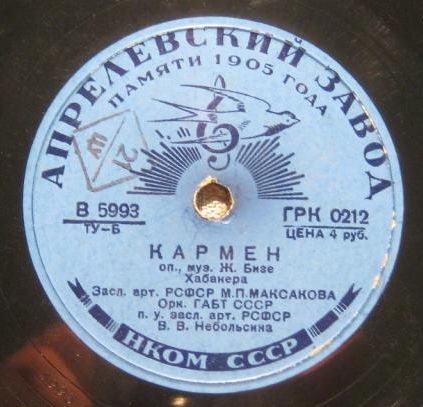 АПРЕЛЕВСКИЙ ЗАВОД
ПАМЯТИ 1905 ГОДА
В 5993
ТУ-Б
ГРК 0212
ЦЕНА 4 руб.
КАРМЕН
оп., муз. Ж. Бизе
Хабанера
Засл. арт. РСФСР М.П.МАКСАКОВА
Орк. ГАБТ СССР
п. у. засл. арт. РСФСР
В. В. Небольсина
НКОМ СССР